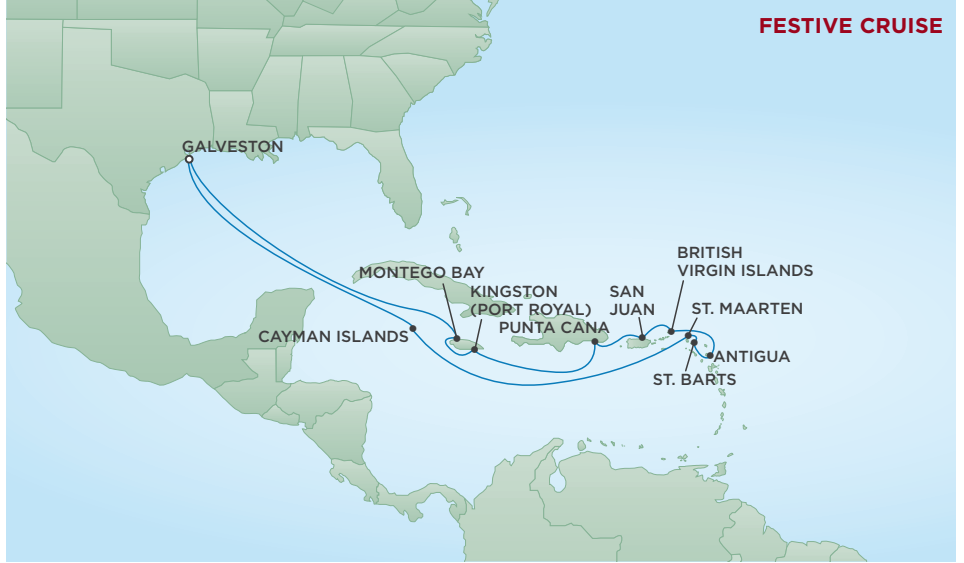 FESTIVE CRUISE
GALVESTON
BRITISH
VIRGIN ISLANDS
MONTEGO BAY
KINGSTON
(PORT ROYAL)
SAN
JUAN
ST. MAARTEN
PUNTA CANA
CAYMAN ISLANDS
ANTIGUA
ST. BARTS